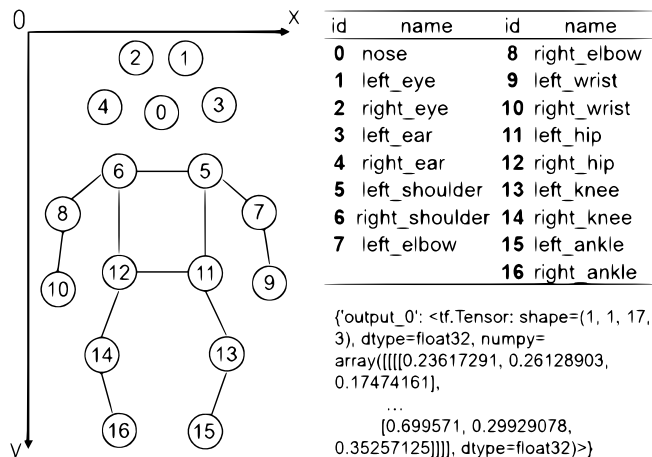 0
X
2 1
4 0 3
6 5
8 7
10 12 11 9
14 13
16 15
y
id name id name
0 nose 8 right_elbow
1 left_eye 9 left_wrist
2 right_eye 10 right_wrist
3 left_ear 11 left_hip
4 right_ear 12 right_hip
5 left_shoulder 13 left_knee
6 right_shoulder 14 right_knee
7 left_elbow 15 left_ankle
16 right_ankle
{'output_0': <tf.Tensor: shape=(1, 1, 17,
3), dtype=float32, numpy=
array([[[[0.23617291, 0.26128903,
0.17474161],
...
[0.699571, 0.29929078,
0.35257125]]]], dtype=float32)>}